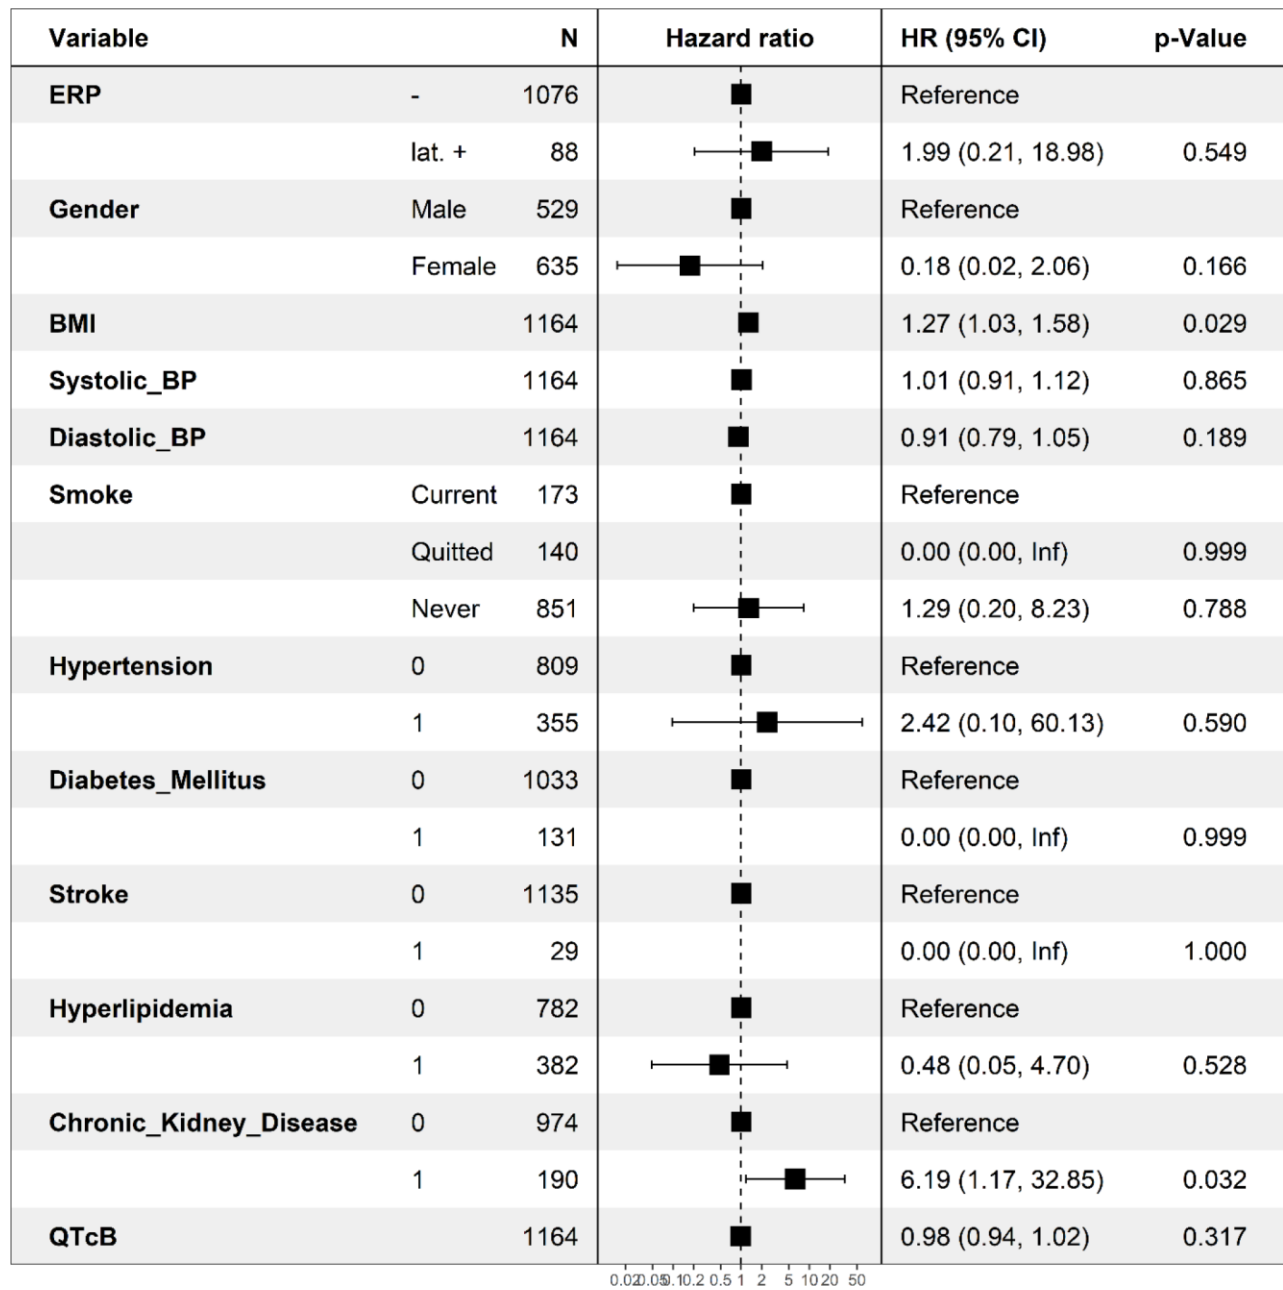 Variable N Hazard ratio HR (95% CI) p-Value
ERP - 1076 Reference
lat. + 88 1.99 (0.21, 18.98) 0.549
Gender Male 529 Reference
Female 635 0.18 (0.02, 2.06) 0.166
BMI 1164 1.27 (1.03, 1.58) 0.029
Systolic_BP 1164 1.01 (0.91, 1.12) 0.865
Diastolic_BP 1164 0.91 (0.79, 1.05) 0.189
Smoke Current 173 Reference
Quitted 140 0.00 (0.00, Inf) 0.999
Never 851 1.29 (0.20, 8.23) 0.788
Hypertension 0 809 Reference
1 355 2.42 (0.10, 60.13) 0.590
Diabetes_Mellitus 0 1033 Reference
1 131 0.00 (0.00, Inf) 0.999
Stroke 0 1135 Reference
1 29 0.00 (0.00, Inf) 1.000
Hyperlipidemia 0 782 Reference
1 382 0.48 (0.05, 4.70) 0.528
Chronic_Kidney_Disease 0 974 Reference
1 190 6.19 (1.17, 32.85) 0.032
QTcB 1164 0.98 (0.94, 1.02) 0.317
0.02 0.05 0.1 0.2 0.5 1 2 5 10 20 50